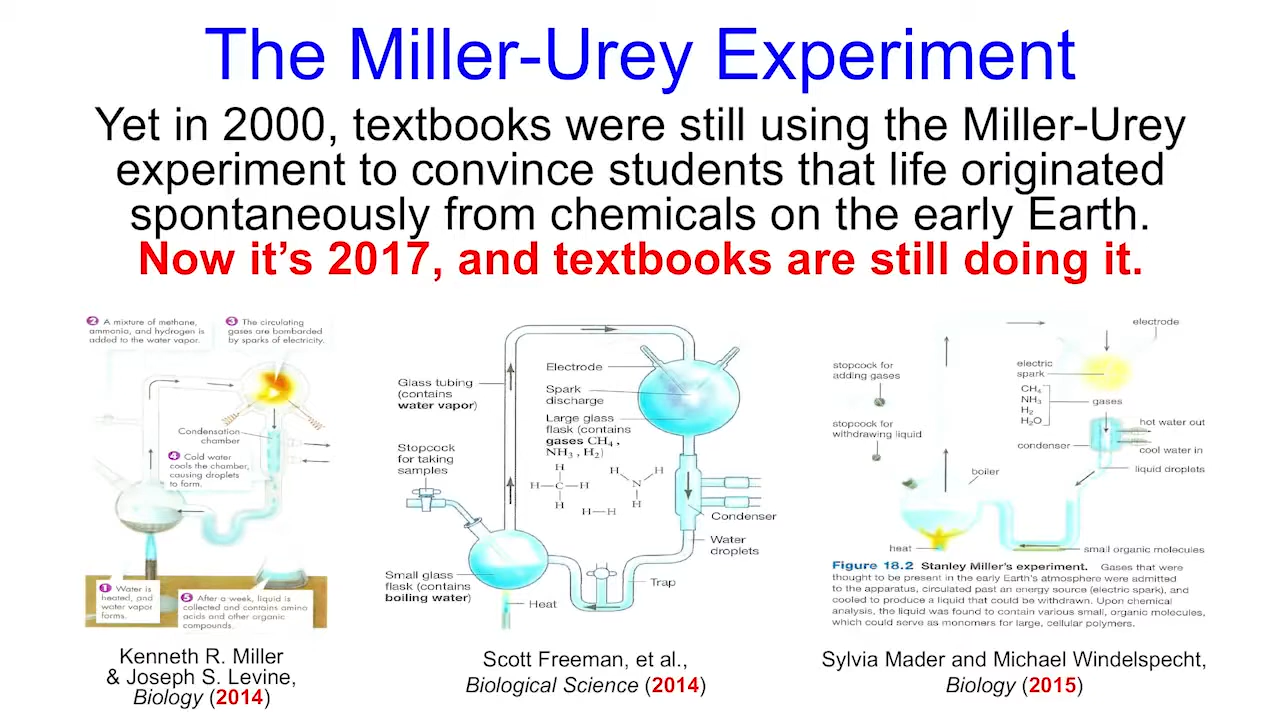 The Miller-Urey Experiment
Yet in 2000, textbooks were still using the Miller-Urey
experiment to convince students that life originated
spontaneously from chemicals on the early Earth.
Now it's 2017, and textbooks are still doing it.
2 A mixture of methane,
ammonia, and hydrogen is
added to the water vapor.
3 The circulating
gases are bombarded
by sparks of electricity.
Condensation
chamber
4 Cold water
cools the chamber,
causing droplets
to form.
1 Water is
heated, and
water vapor
forms.
5 After a week, liquid is
collected and contains amino
acids and other organic
compounds.
Kenneth R. Miller
& Joseph S. Levine,
Biology (2014)
Electrode
Glass tubing
(contains
water vapor)
Spark
discharge
Large glass
flask (contains
gases CH4,
NH3, H2)
Stopcock
for taking
samples
H
H—C—H
H
H H
N
H
H—H
Condenser
Water
droplets
Small glass
flask (contains
boiling water)
Trap
Heat
Scott Freeman, et al.,
Biological Science (2014)
electrode
stopcock for
adding gases
electric
spark
CH4
NH3
H2
H2O
gases
stopcock for
withdrawing liquid
hot water out
condenser
cool water in
liquid droplets
boiler
heat
small organic molecules
Figure 18.2 Stanley Miller's experiment. Gases that were
thought to be present in the early Earth's atmosphere were admitted
to the apparatus, circulated past an energy source (electric spark), and
cooled to produce a liquid that could be withdrawn. Upon chemical
analysis, the liquid was found to contain various small, organic molecules,
which could serve as monomers for large, cellular polymers.
Sylvia Mader and Michael Windelspecht,
Biology (2015)